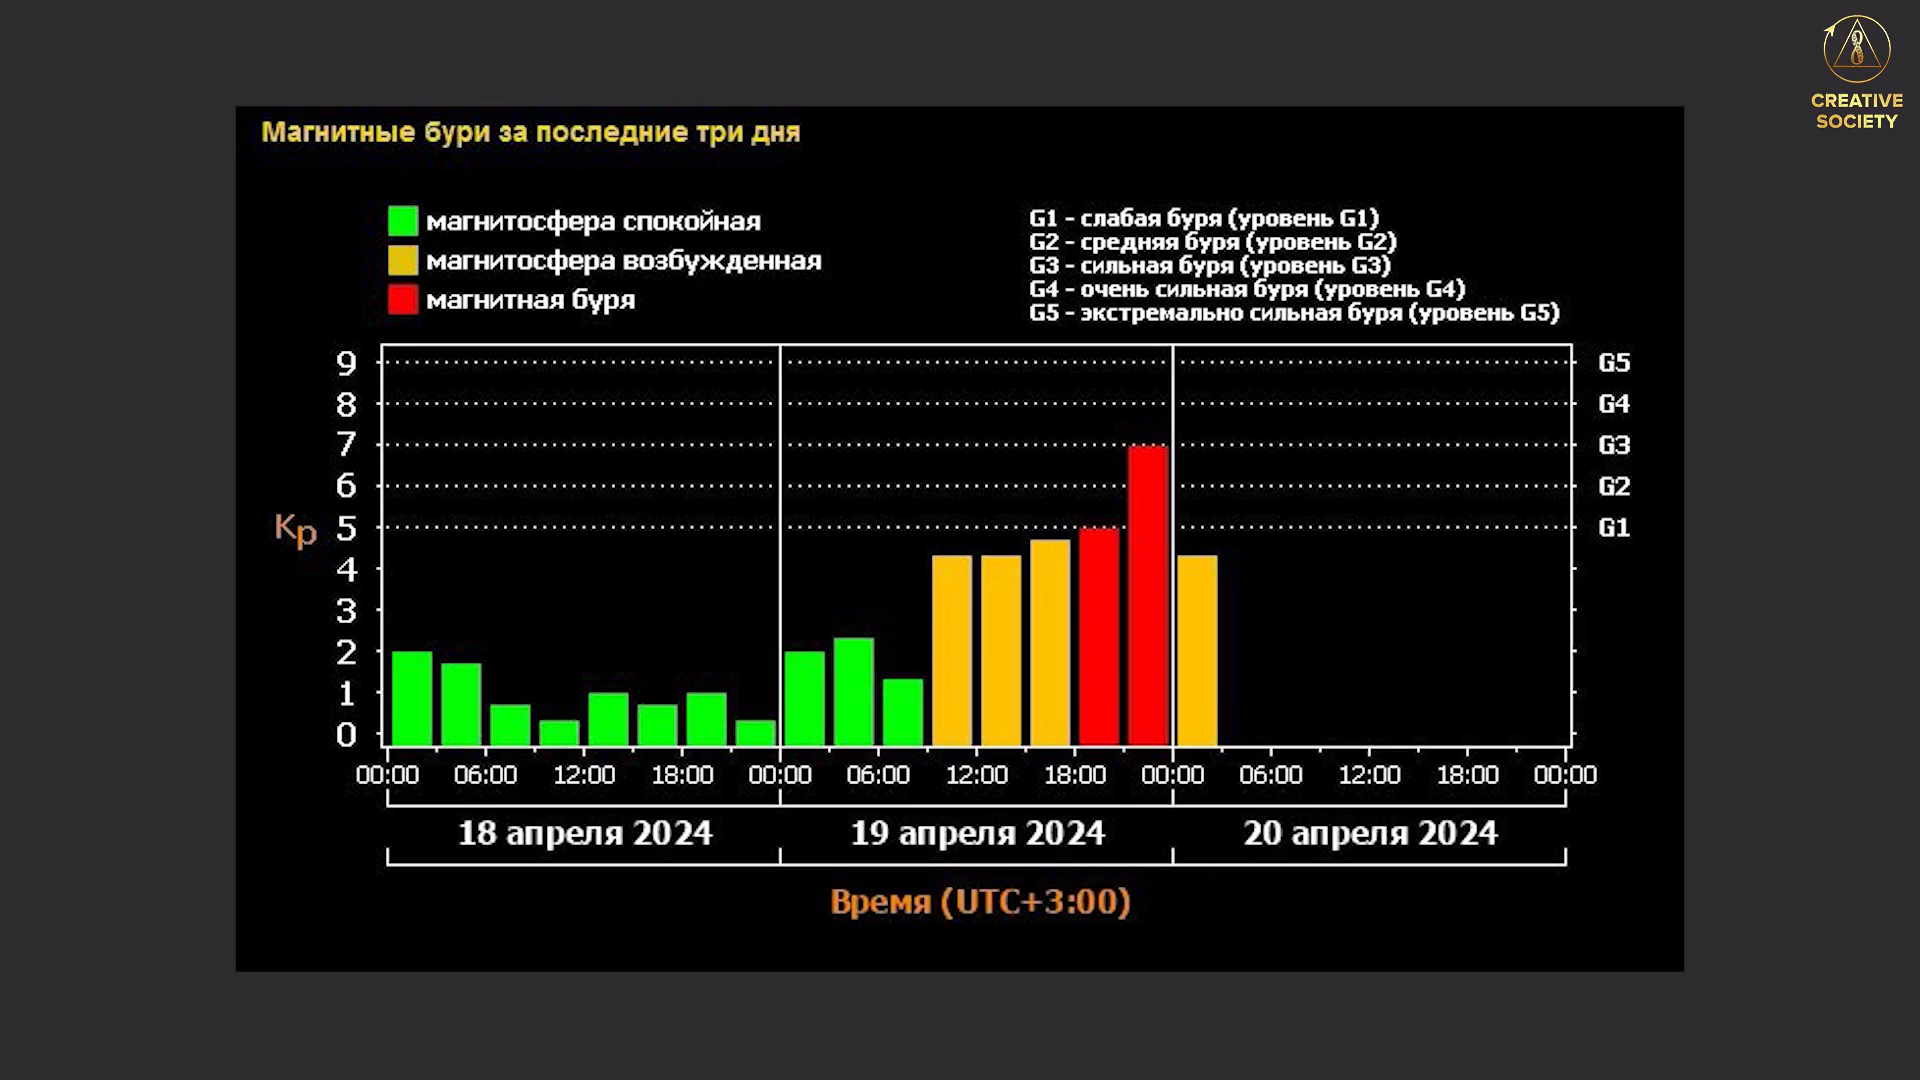 CREATIVE
SOCIETY
Магнитные бури за последние три дня
магнитосфера спокойная
магнитосфера возбужденная
магнитная буря
G1 - слабая буря (уровень G1)
G2 - средняя буря (уровень G2)
G3 - сильная буря (уровень G3)
G4 - очень сильная буря (уровень G4)
G5 - экстремально сильная буря (уровень G5)
9 G5
8 G4
7 G3
6 G2
Kp 5 G1
4
3
2
1
0
00:00 06:00 12:00 18:00 00:00 06:00 12:00 18:00 00:00 06:00 12:00 18:00 00:00
18 апреля 2024 19 апреля 2024 20 апреля 2024
Время (UTC+3:00)